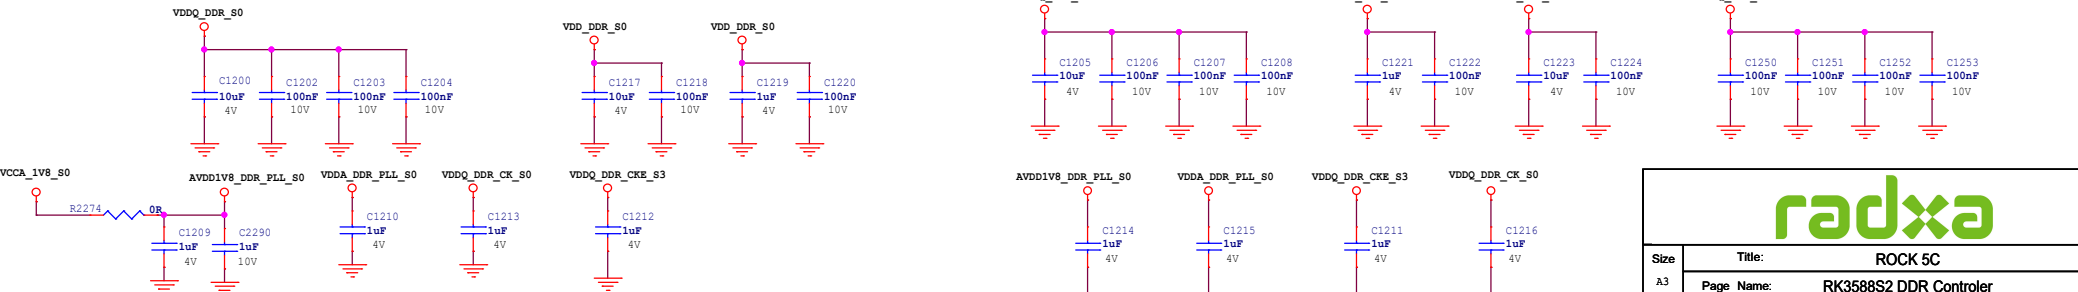 VDDQ_DDR_S0
VDD_DDR_S0
VDD_DDR_S0
C1200
10uF
4V
C1202
100nF
10V
C1203
100nF
10V
C1204
100nF
10V
C1217
10uF
4V
C1218
100nF
10V
C1219
1uF
4V
C1220
100nF
10V
C1205
10uF
4V
C1206
100nF
10V
C1207
100nF
10V
C1208
100nF
10V
C1221
1uF
4V
C1222
100nF
10V
C1223
10uF
4V
C1224
100nF
10V
C1250
100nF
10V
C1251
100nF
10V
C1252
100nF
10V
C1253
100nF
10V
VCCA_1V8_S0
AVDD1V8_DDR_PLL_S0
VDDA_DDR_PLL_S0
VDDQ_DDR_CK_S0
VDDQ_DDR_CKE_S3
R2274
0R
C1209
1uF
4V
C2290
1uF
10V
C1210
1uF
4V
C1213
1uF
4V
C1212
1uF
4V
AVDD1V8_DDR_PLL_S0
VDDA_DDR_PLL_S0
VDDQ_DDR_CKE_S3
VDDQ_DDR_CK_S0
C1214
1uF
4V
C1215
1uF
4V
C1211
1uF
4V
C1216
1uF
4V
radxa
Size
A3
Title: ROCK 5C
Page Name: RK3588S2 DDR Controler